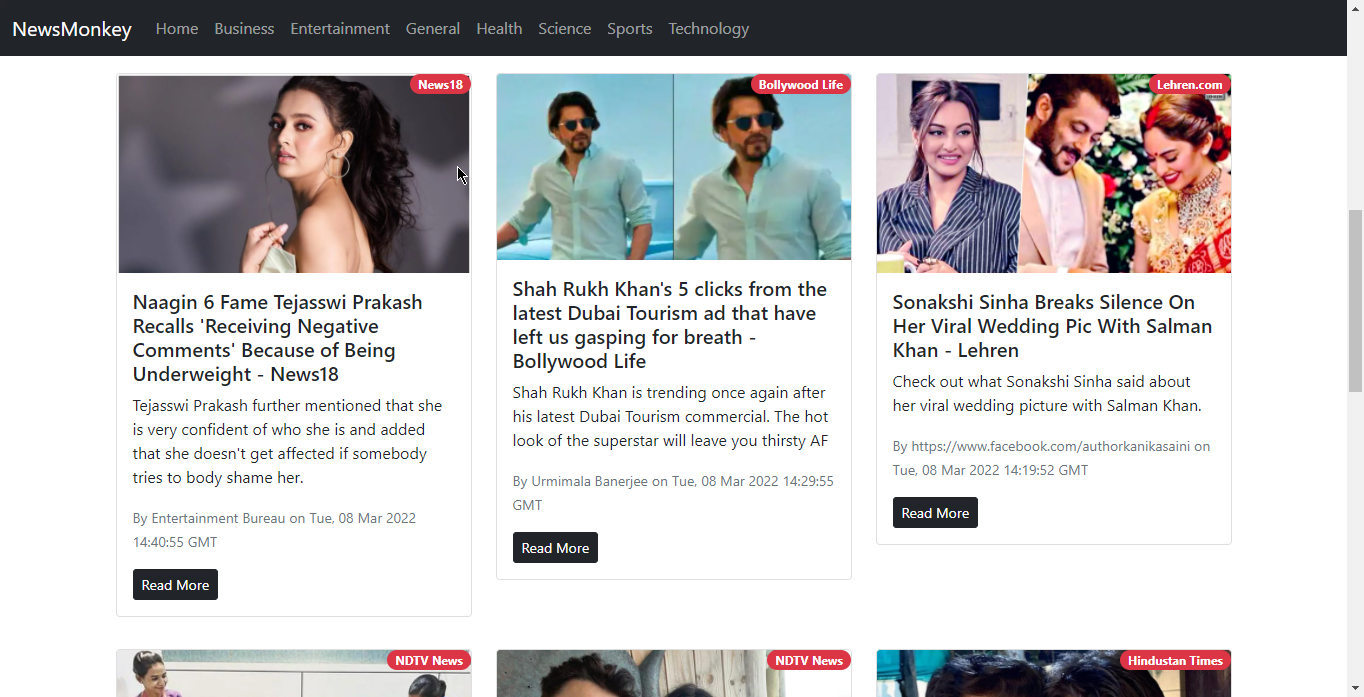 NewsMonkey Home Business Entertainment General Health Science Sports Technology
News18
Naagin 6 Fame Tejasswi Prakash
Recalls 'Receiving Negative
Comments' Because of Being
Underweight - News18
Tejasswi Prakash further mentioned that she
is very confident of who she is and added
that she doesn't get affected if somebody
tries to body shame her.
By Entertainment Bureau on Tue, 08 Mar 2022
14:40:55 GMT
Read More
Bollywood Life
Shah Rukh Khan's 5 clicks from the
latest Dubai Tourism ad that have
left us gasping for breath -
Bollywood Life
Shah Rukh Khan is trending once again after
his latest Dubai Tourism commercial. The hot
look of the superstar will leave you thirsty AF
By Urmimala Banerjee on Tue, 08 Mar 2022 14:29:55
GMT
Read More
Lehren.com
Sonakshi Sinha Breaks Silence On
Her Viral Wedding Pic With Salman
Khan - Lehren
Check out what Sonakshi Sinha said about
her viral wedding picture with Salman Khan.
By https://www.facebook.com/authorkanikasaini on
Tue, 08 Mar 2022 14:19:52 GMT
Read More
NDTV News
NDTV News
Hindustan Times